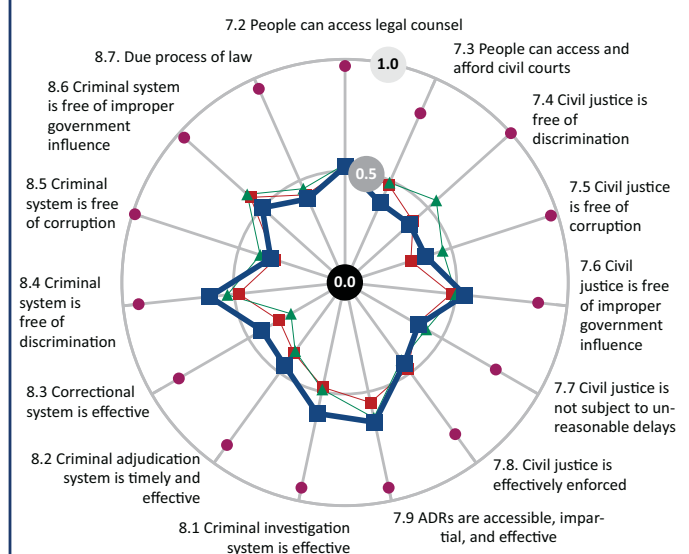 7.2 People can access legal counsel
7.3 People can access and
afford civil courts
7.4 Civil justice is
free of
discrimination
7.5 Civil justice
is free of
corruption
7.6 Civil
justice is free
of improper
government
influence
7.7 Civil justice is
not subject to un-
reasonable delays
7.8. Civil justice is
effectively enforced
7.9 ADRs are accessible, impar-
tial, and effective
8.1 Criminal investigation
system is effective
8.2 Criminal adjudication
system is timely and
effective
8.3 Correctional
system is effective
8.4 Criminal
system is
free of
discrimination
8.5 Criminal
system is free
of corruption
8.6 Criminal system
is free of improper
government
influence
8.7. Due process of law
1.0
0.5
0.0